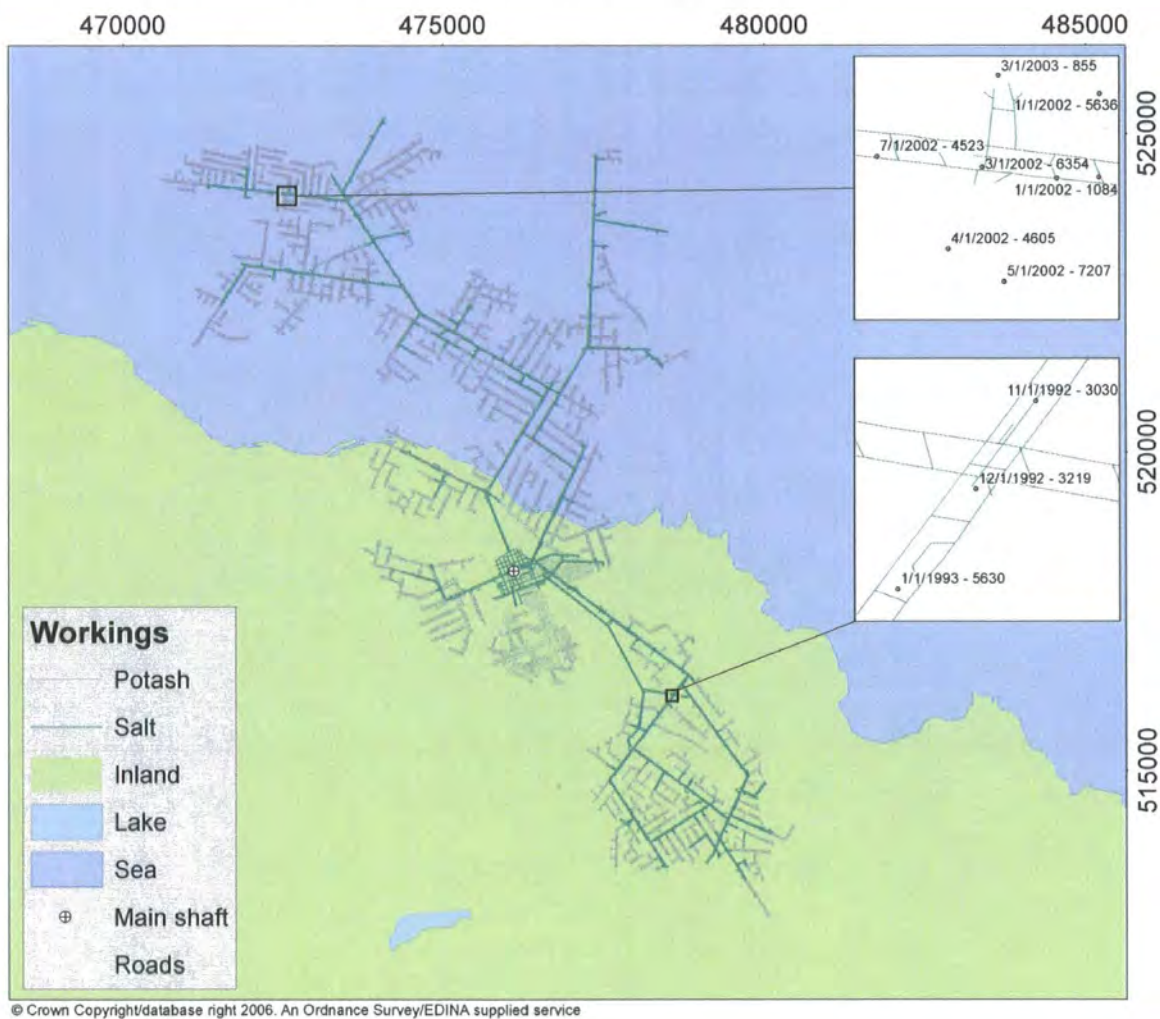 470000 475000 480000 485000
3/1/2003 - 855
1/1/2002 - 5636
7/1/2002 - 4523
3/1/2002 - 6354
1/1/2002 - 1084
4/1/2002 - 4605
5/1/2002 - 7207
525000
11/1/1992 - 3030
12/1/1992 - 3219
1/1/1993 - 5630
520000
515000
Workings
Potash
Salt
Inland
Lake
Sea
Main shaft
Roads
© Crown Copyright/database right 2006. An Ordnance Survey/EDINA supplied service